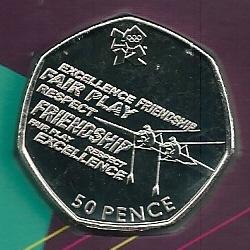 EXCELLENCE FRIENDSHIP
FAIR PLAY
RESPECT
FRIENDSHIP
FAIR PLAY RESPECT
EXCELLENCE
50 PENCE